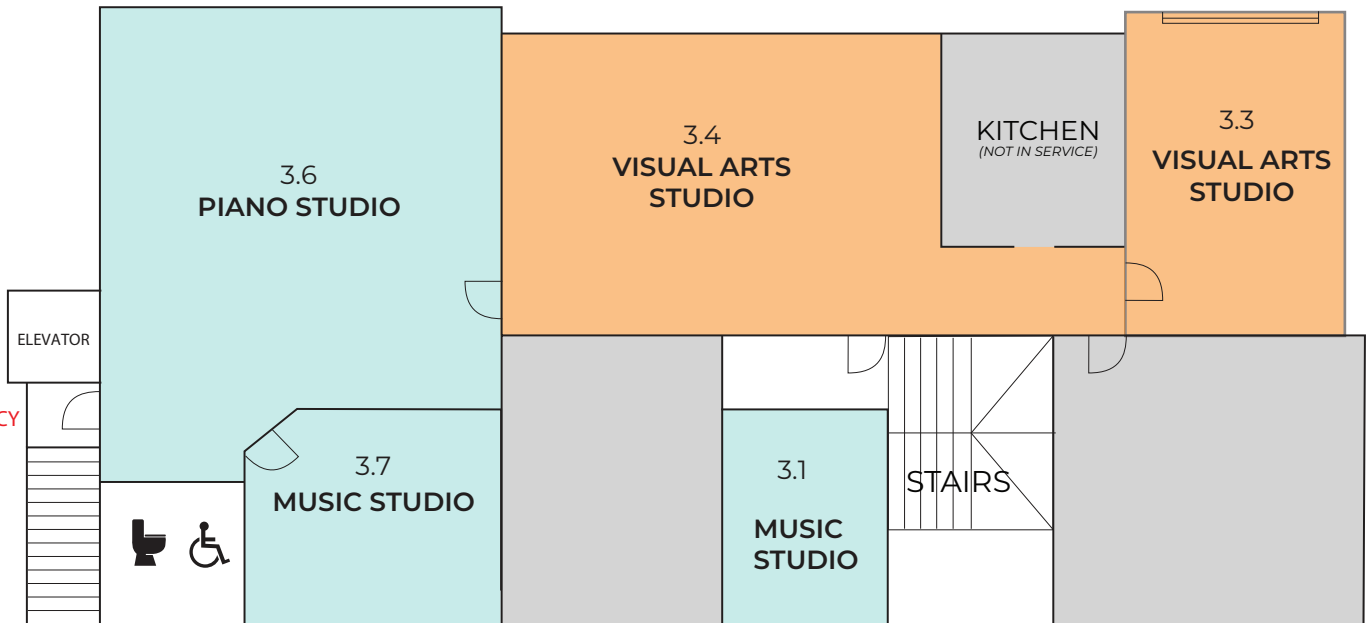 3.6
PIANO STUDIO
3.4
VISUAL ARTS
STUDIO
KITCHEN
(NOT IN SERVICE)
3.3
VISUAL ARTS
STUDIO
ELEVATOR
CY
3.7
MUSIC STUDIO
3.1
MUSIC
STUDIO
STAIRS